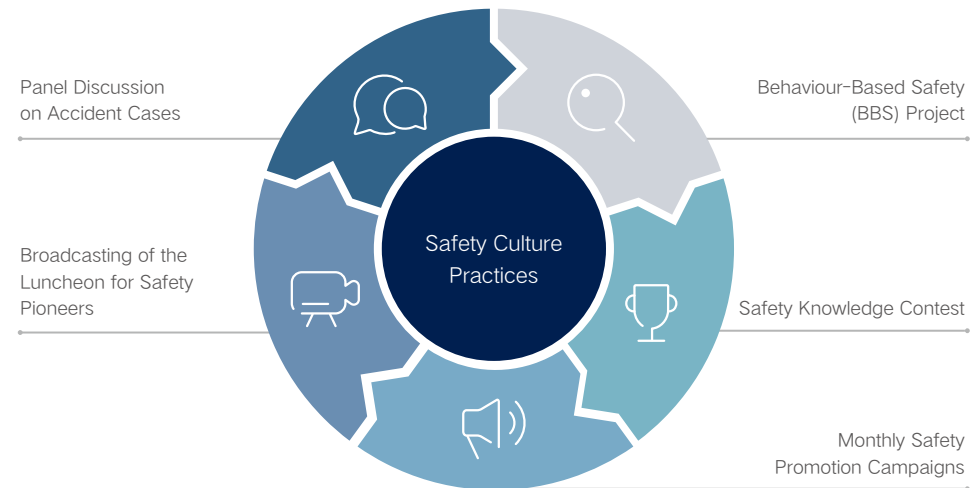 Panel Discussion
on Accident Cases
Behaviour-Based Safety
(BBS) Project
Safety Culture
Practices
Broadcasting of the
Luncheon for Safety
Pioneers
Safety Knowledge Contest
Monthly Safety
Promotion Campaigns